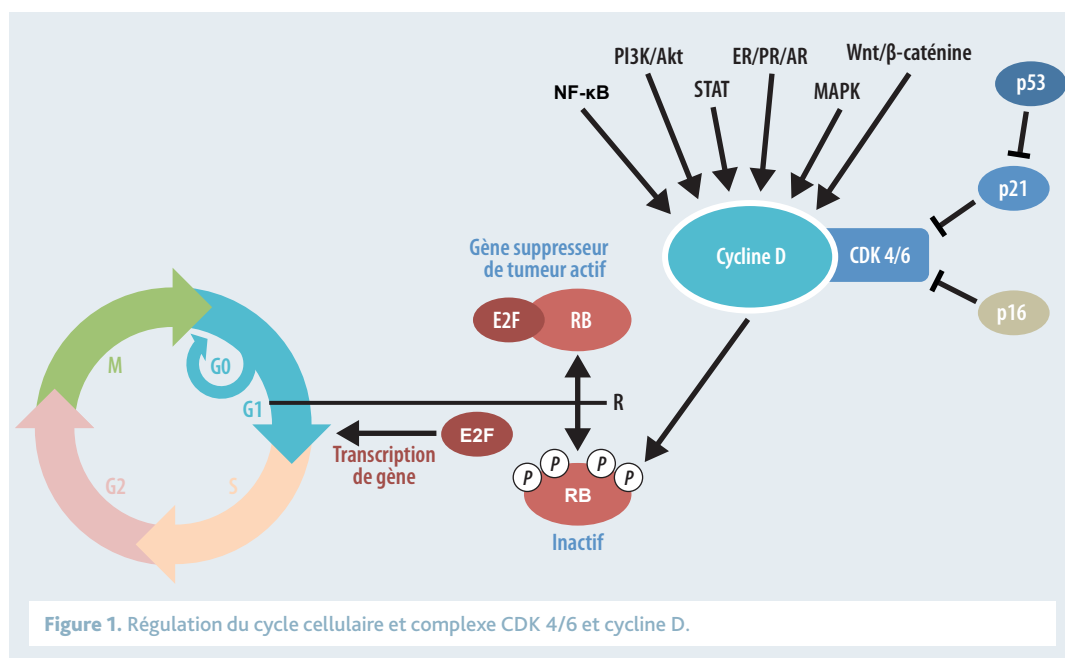 PI3K/Akt
ER/PR/AR
Wnt/β-caténine
NF-κB
STAT
MAPK
p53
p21
Cycline D
CDK 4/6
p16
Gène suppresseur
de tumeur actif
E2F
RB
M
G0
G1
R
E2F
Transcription
de gène
P
P
P
P
RB
G2
S
Inactif
Figure 1. Régulation du cycle cellulaire et complexe CDK 4/6 et cycline D.